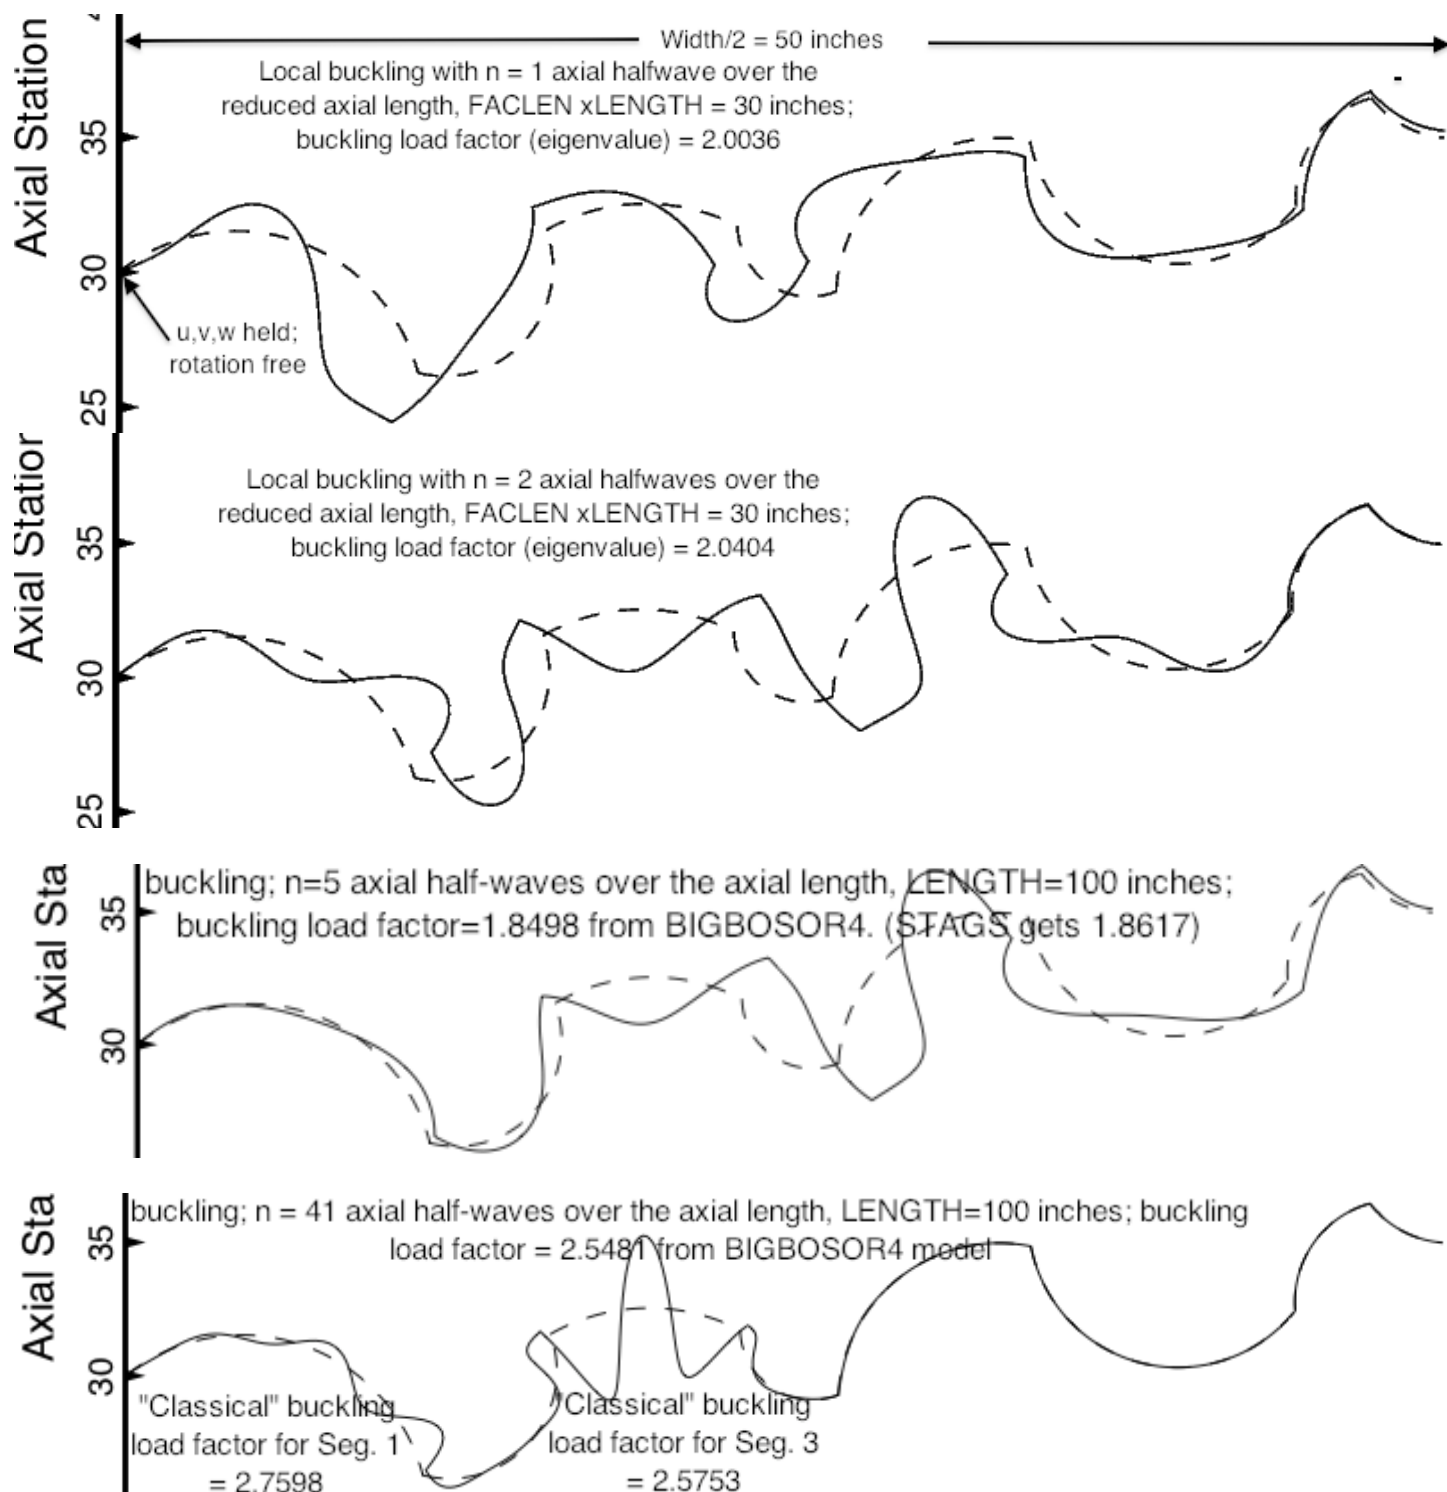 Width/2 = 50 inches
Local buckling with n = 1 axial halfwave over the
reduced axial length, FACLEN xLENGTH = 30 inches;
buckling load factor (eigenvalue) = 2.0036
Axial Station
35
30
25
u,v,w held;
rotation free
Local buckling with n = 2 axial halfwaves over the
reduced axial length, FACLEN xLENGTH = 30 inches;
buckling load factor (eigenvalue) = 2.0404
Axial Statior
35
30
25
buckling; n=5 axial half-waves over the axial length, LENGTH=100 inches;
buckling load factor=1.8498 from BIGBOSOR4. (STAGS gets 1.8617)
Axial Sta
35
30
buckling; n = 41 axial half-waves over the axial length, LENGTH=100 inches; buckling
load factor = 2.5481 from BIGBOSOR4 model
Axial Sta
35
30
"Classical" buckling
load factor for Seg. 1
= 2.7598
"Classical" buckling
load factor for Seg. 3
= 2.5753